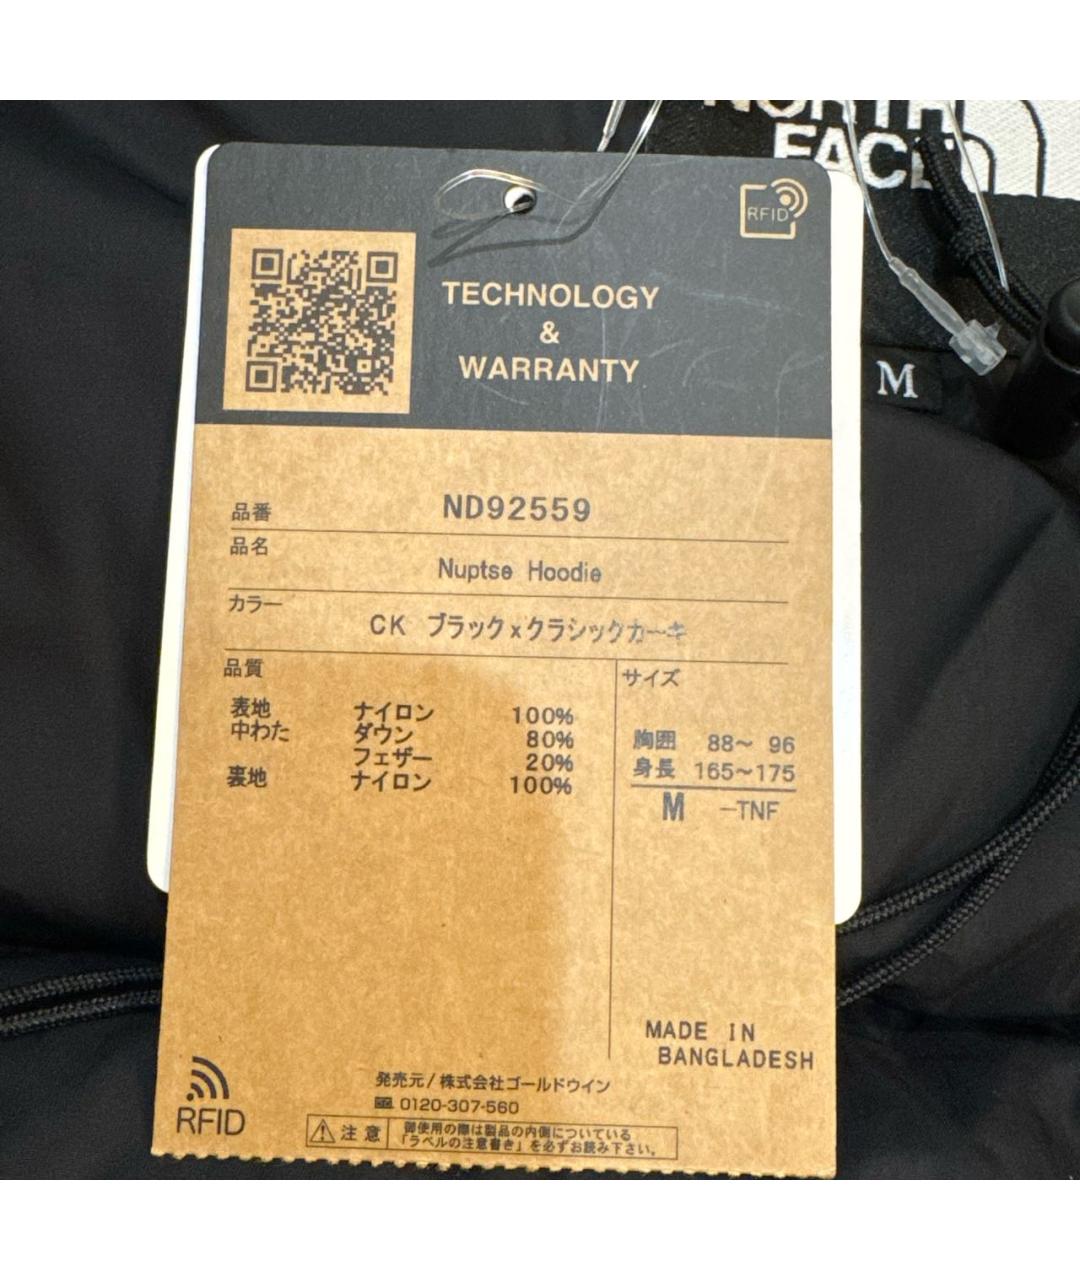 NORTH
FACE
M
RFID
TECHNOLOGY
&
WARRANTY
品番 ND92559
品名 Nuptse Hoodie
カラー CK ブラックxクラシックカーキ
品質
表地 ナイロン 100%
中わた ダウン 80%
フェザー 20%
裏地 ナイロン 100%
サイズ
胸囲 88~ 96
身長 165~175
M -TNF
MADE IN
BANGLADESH
RFID
発売元/株式会社ゴールドウイン
0120-307-560
注意
御使用の際は製品の内側についている
「ラベルの注意書き」を必ずお読み下さい。